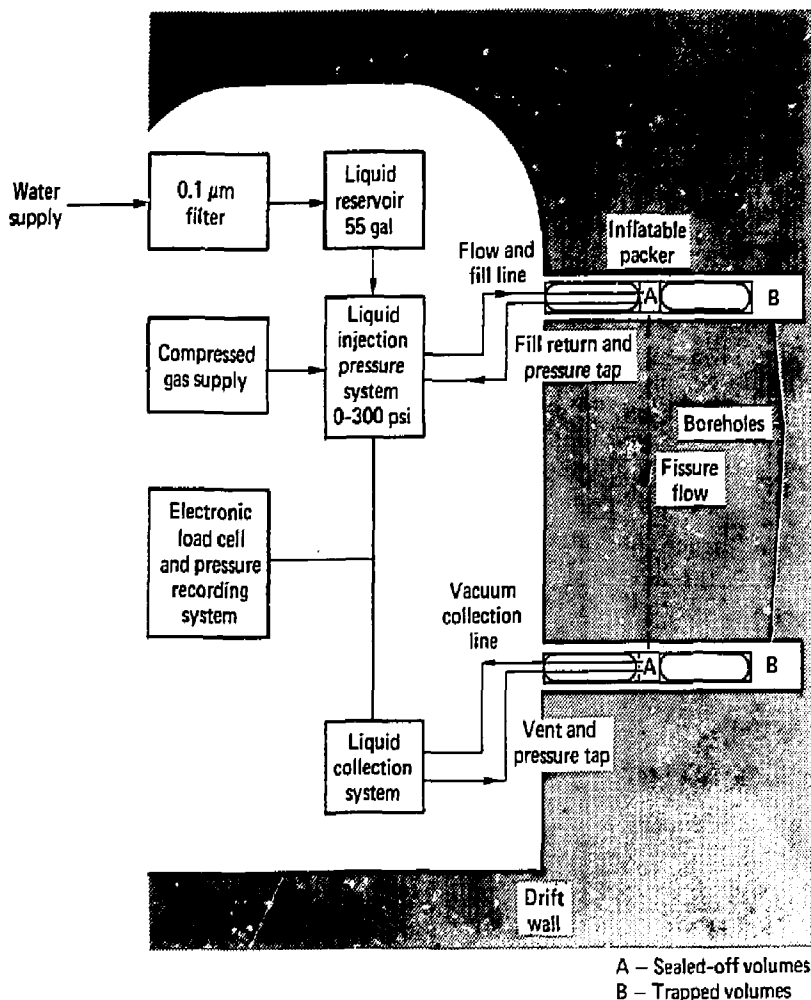 Water
supply
0.1 μm
filter
Liquid
reservoir
55 gal
Flow and
fill line
Inflatable
packer
A
B
Compressed
gas supply
Liquid
injection
pressure
system
0-300 psi
Fill return and
pressure tap
Boreholes
Fissure
flow
Electronic
load cell
and pressure
recording
system
Vacuum
collection
line
A
B
Liquid
collection
system
Vent and
pressure tap
Drift
wall
A – Sealed-off volumes
B – Trapped volumes